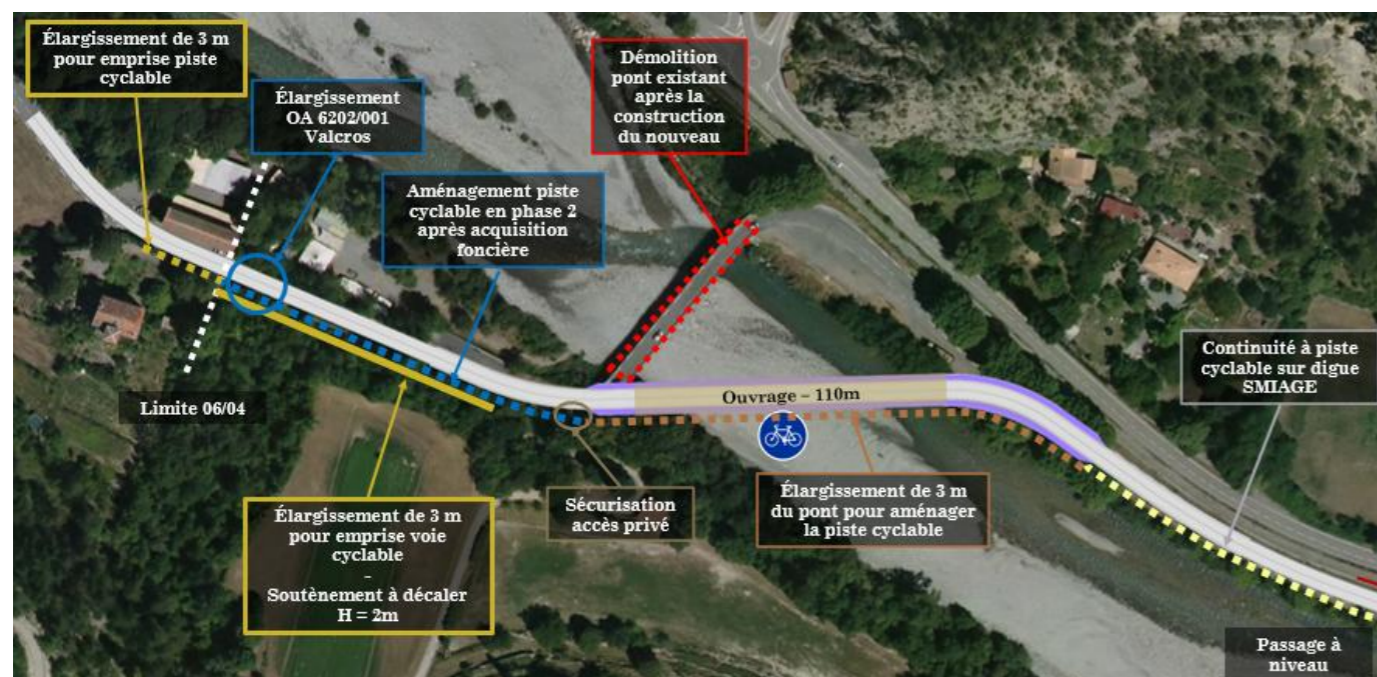 Élargissement de 3 m
pour emprise piste
cyclable
Élargissement
OA 6202/001
Valcros
Démolition
pont existant
après la
construction
du nouveau
Aménagement piste
cyclable en phase 2
après acquisition
foncière
Limite 06/04
Ouvrage – 110m
Continuité à piste
cyclable sur digue
SMIAGE
Élargissement de 3 m
pour emprise voie
cyclable
-
Soutènement à décaler
H = 2m
Sécurisation
accès privé
Élargissement de 3 m
du pont pour aménager
la piste cyclable
Passage à
niveau